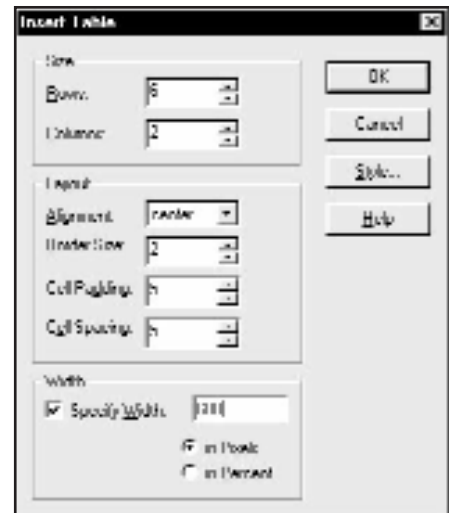 Insert Table
Size
Rows: 6
Columns: 2
Layout
Alignment: center
Border Size: 2
Cell Padding: 5
Cell Spacing: 5
Width
Specify Width:
in Pixels
in Percent
OK
Cancel
Style...
Help